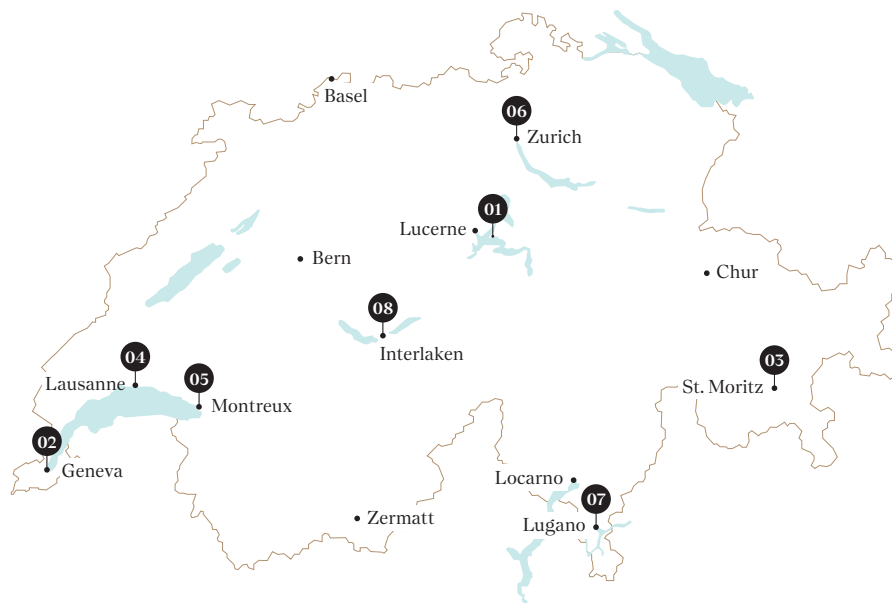 Basel
06
Zurich
01
Lucerne
Bern
Chur
08
Interlaken
04
Lausanne
05
Montreux
03
St. Moritz
02
Geneva
Locarno
07
Lugano
Zermatt